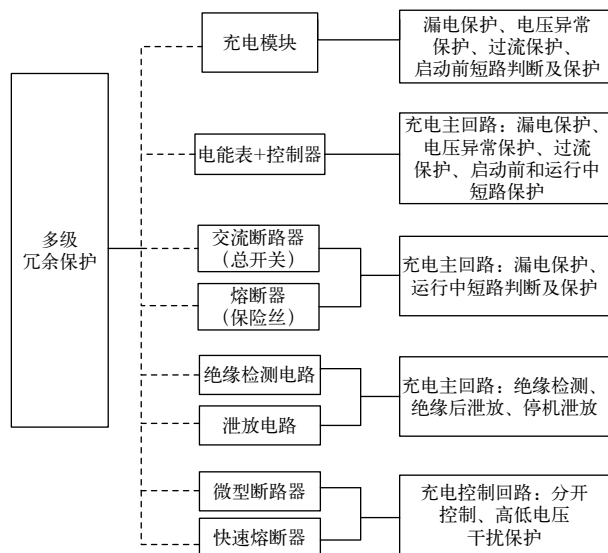 多级
冗余保护
充电模块
漏电保护、电压异常
保护、过流保护、
启动前短路判断及保护
电能表+控制器
充电主回路：漏电保护、
电压异常保护、过流
保护、启动前和运行中
短路保护
交流断路器
（总开关）
熔断器
（保险丝）
充电主回路：漏电保护、
运行中短路判断及保护
绝缘检测电路
泄放电路
充电主回路：绝缘检测、
绝缘后泄放、停机泄放
微型断路器
快速熔断器
充电控制回路：分开
控制、高低电压
干扰保护